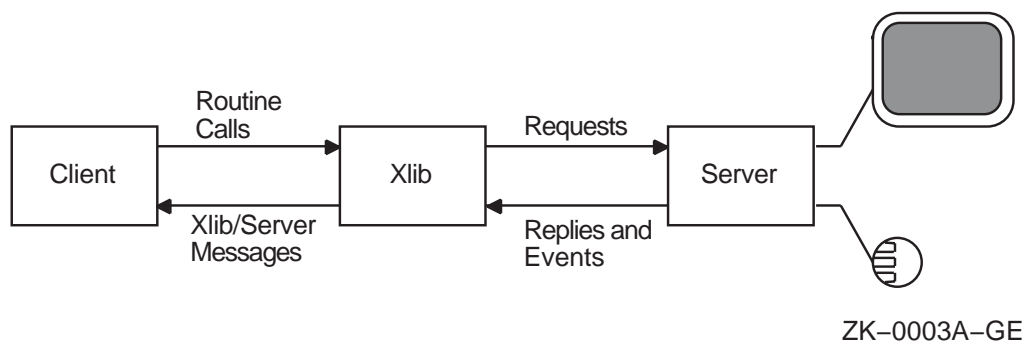 Routine
Calls
Requests
Client
Xlib
Server
Xlib/Server
Messages
Replies and
Events
ZK–0003A–GE